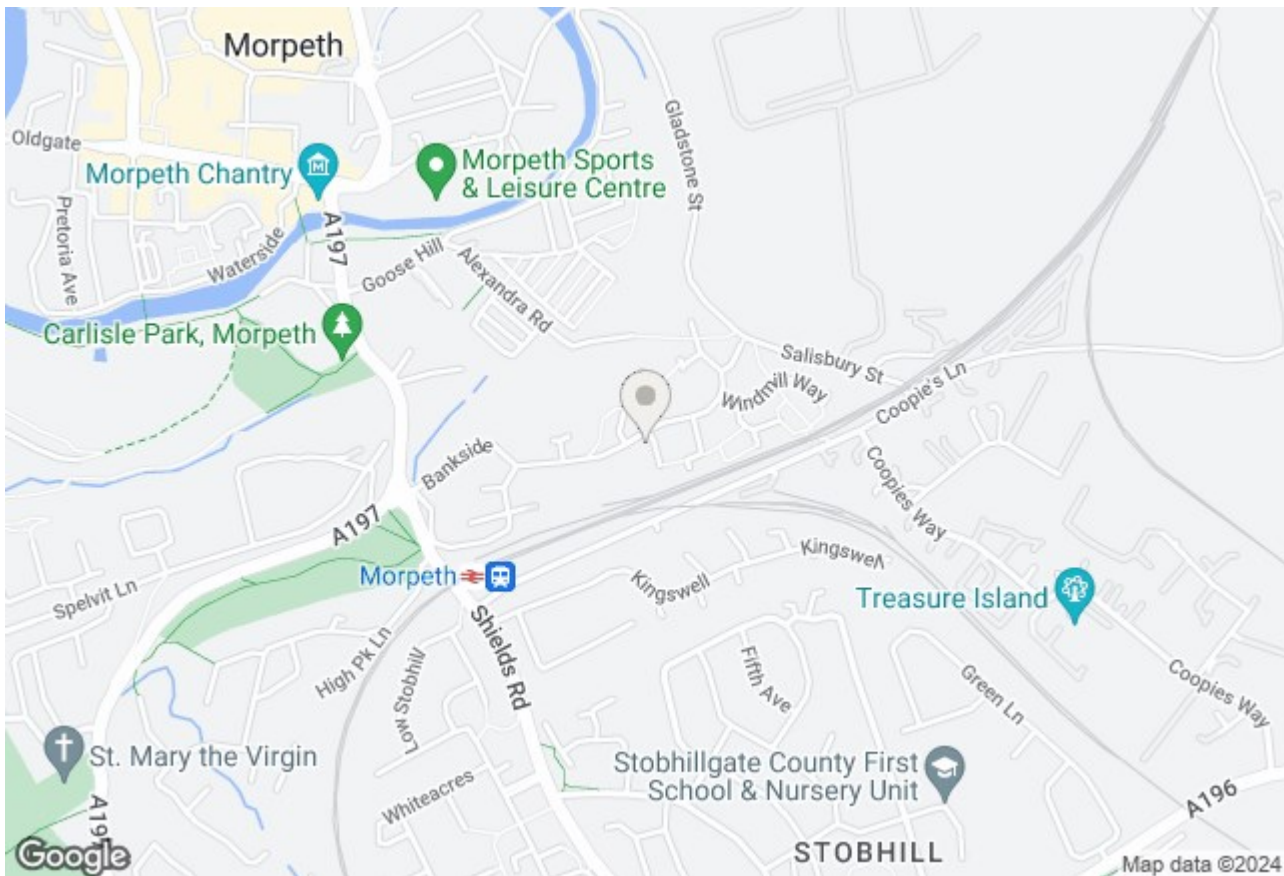 Morpeth
Oldgate
Morpeth Chantry
Morpeth Sports
& Leisure Centre
Gladstone St
Pretoria Ave
A197
Waterside
Goose Hill
Alexandra Rd
Carlisle Park, Morpeth
Salisbury St
Windmill Way
Coopie's Ln
Bankside
Coopies Way
A197
Morpeth
Kingswell
Kingswell
Treasure Island
Spelvit Ln
High Pk Ln
Low Stobhill
Shields Rd
Fifth Ave
Green Ln
Coopies Way
St. Mary the Virgin
Whiteacres
Stobhillgate County First
School & Nursery Unit
A197
A196
STOBHILL
Google
Map data ©2024